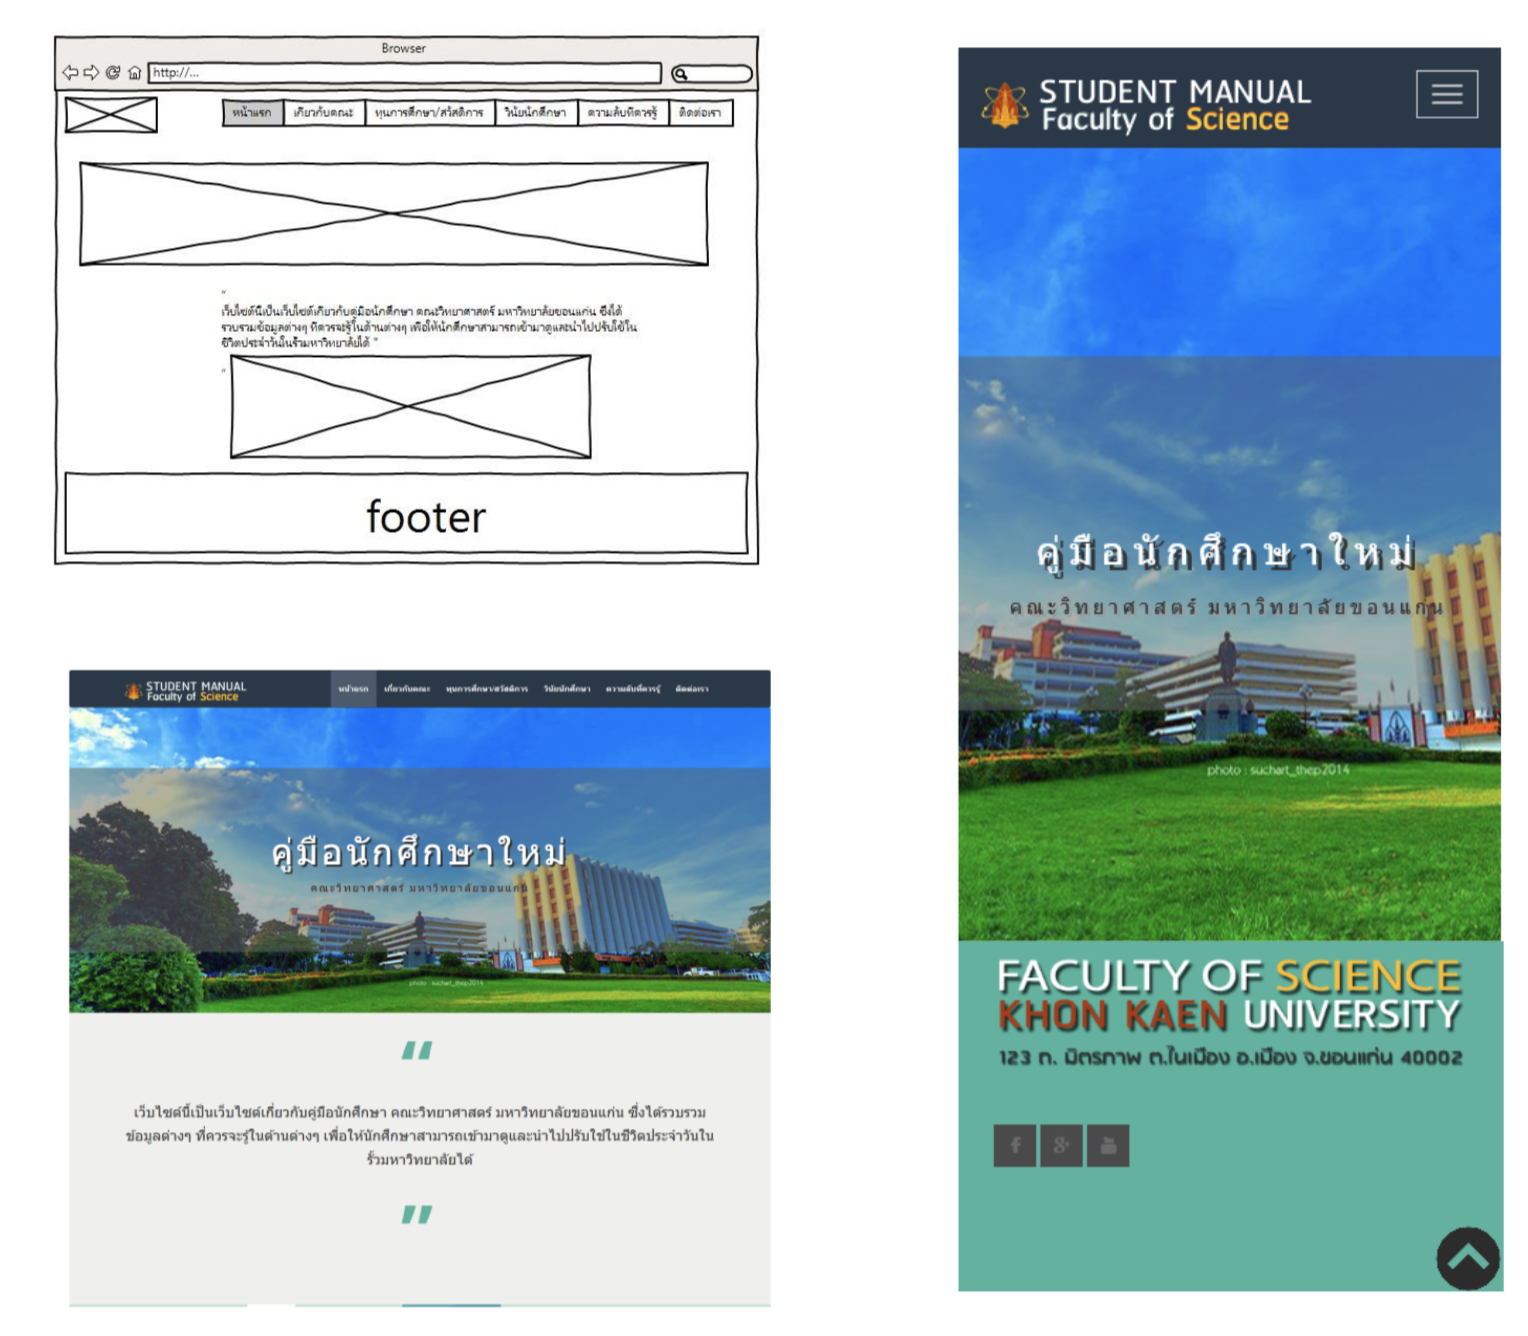 Browser
http://...
หน้าแรก เกี่ยวกับคณะ ทุนการศึกษา/สวัสดิการ วินัยนักศึกษา ความลับที่ควรรู้ ติดต่อเรา
"
เว็บไซต์นี้เป็นเว็บไซต์เกี่ยวกับคู่มือนักศึกษา คณะวิทยาศาสตร์ มหาวิทยาลัยขอนแก่น ซึ่งได้
รวบรวมข้อมูลต่างๆ ที่ควรจะรู้ในด้านต่างๆ เพื่อให้นักศึกษาสามารถเข้ามาดูและนำไปปรับใช้ใน
ชีวิตประจำวันในรั้วมหาวิทยาลัยได้ "
"
footer
STUDENT MANUAL
Faculty of Science
หน้าแรก เกี่ยวกับคณะ ทุนการศึกษา/สวัสดิการ วินัยนักศึกษา ความลับที่ควรรู้ ติดต่อเรา
คู่มือนักศึกษาใหม่
คณะวิทยาศาสตร์ มหาวิทยาลัยขอนแก่น
photo : suchart_thep2014
“
เว็บไซต์นี้เป็นเว็บไซต์เกี่ยวกับคู่มือนักศึกษา คณะวิทยาศาสตร์ มหาวิทยาลัยขอนแก่น ซึ่งได้รวบรวม
ข้อมูลต่างๆ ที่ควรจะรู้ในด้านต่างๆ เพื่อให้นักศึกษาสามารถเข้ามาดูและนำไปปรับใช้ในชีวิตประจำวันใน
รั้วมหาวิทยาลัยได้
”
STUDENT MANUAL
Faculty of Science
คู่มือนักศึกษาใหม่
คณะวิทยาศาสตร์ มหาวิทยาลัยขอนแก่น
photo : suchart_thep2014
FACULTY OF SCIENCE
KHON KAEN UNIVERSITY
123 ถ. มิตรภาพ ต.ในเมือง อ.เมือง จ.ขอนแก่น 40002